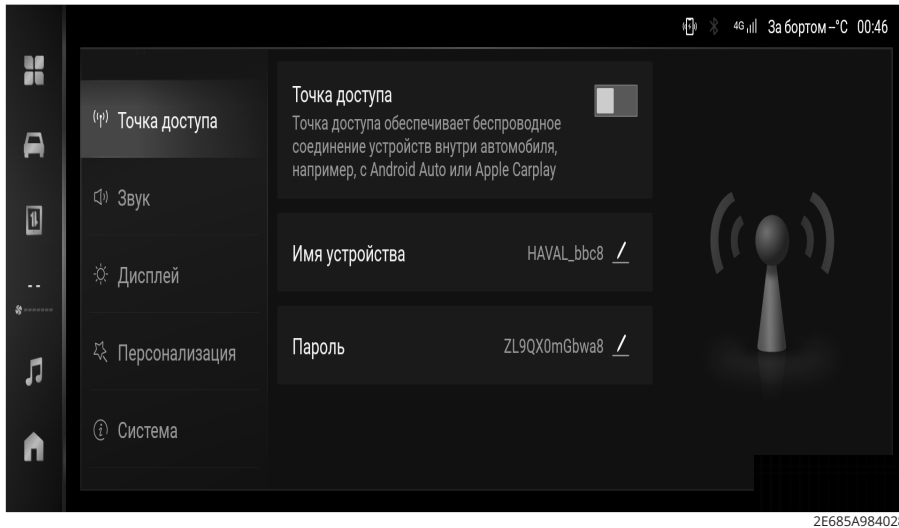 4G За бортом --°C 00:46
Точка доступа
Звук
Дисплей
Персонализация
Система
--
Точка доступа
Точка доступа обеспечивает беспроводное
соединение устройств внутри автомобиля,
например, с Android Auto или Apple Carplay
Имя устройства HAVAL_bbc8
Пароль ZL9QX0mGbwa8
2E685A984028